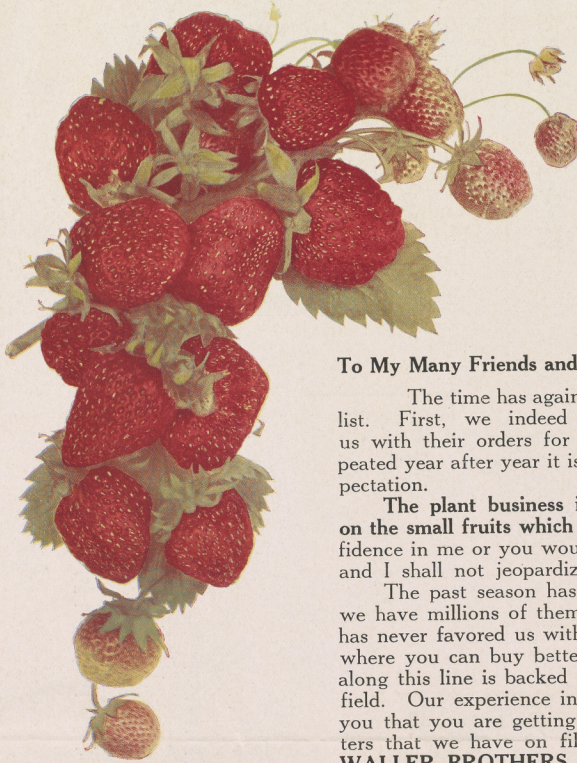 To My Many Friends and
The time has again
list. First, we indeed
us with their orders for
peated year after year it is
pectation.
The plant business i
on the small fruits which
fidence in me or you wou
and I shall not jeopardiz
The past season has
we have millions of them
has never favored us with
where you can buy bette
along this line is backed
field. Our experience in
you that you are getting
ters that we have on fil
WALLER BROTHERS